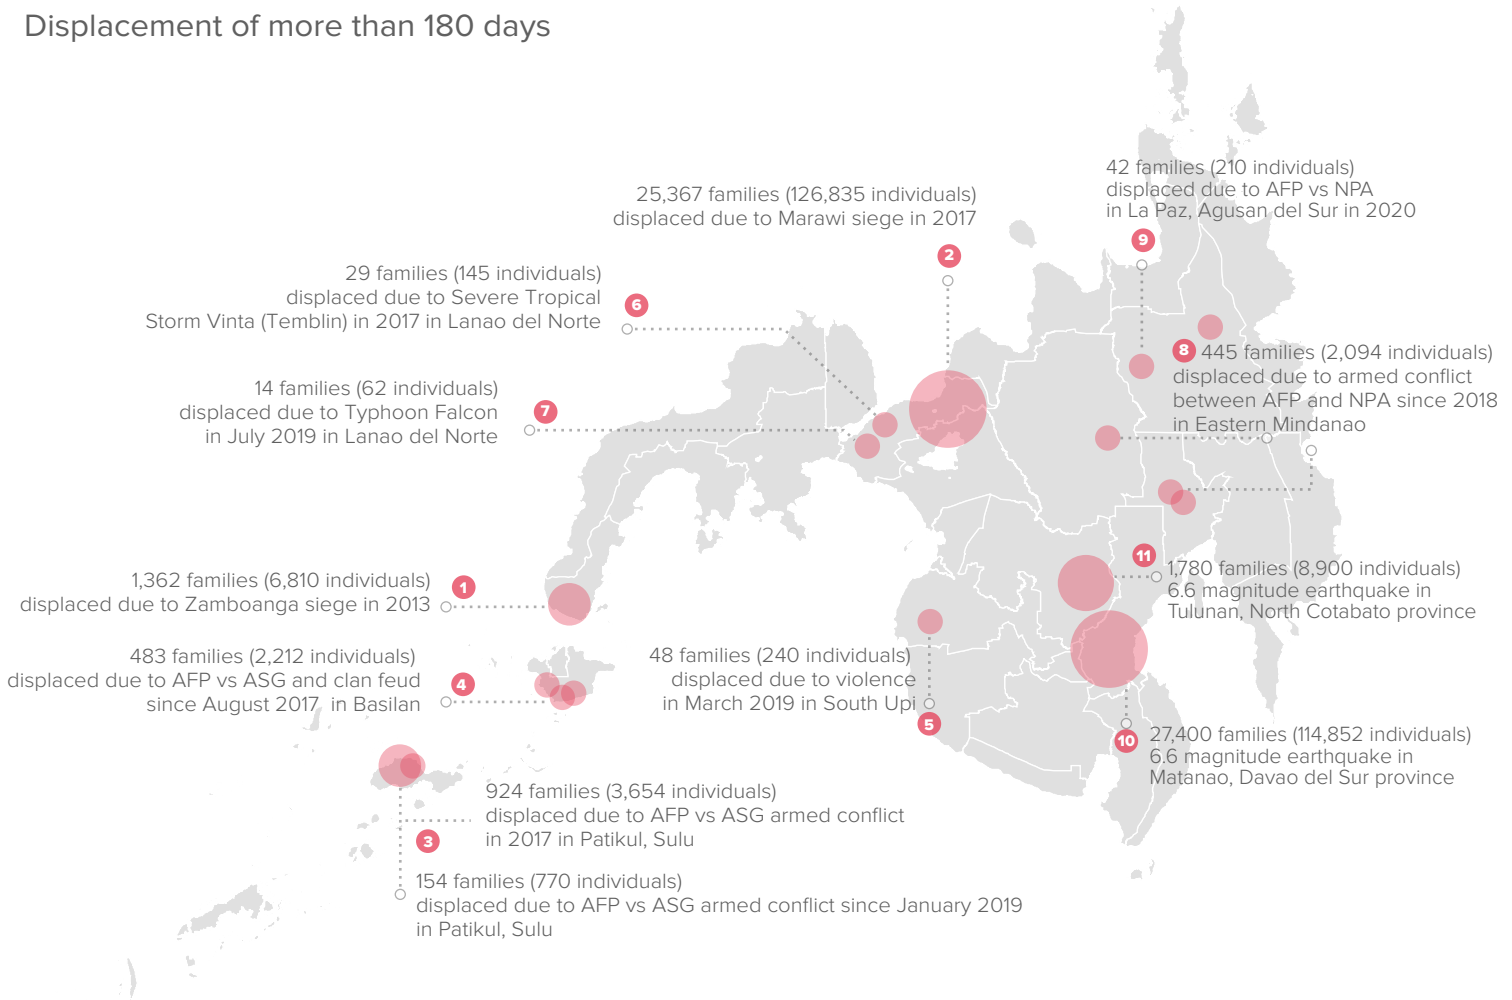 Displacement of more than 180 days
42 families (210 individuals)
displaced due to AFP vs NPA
in La Paz, Agusan del Sur in 2020
9
25,367 families (126,835 individuals)
displaced due to Marawi siege in 2017
2
29 families (145 individuals)
displaced due to Severe Tropical
Storm Vinta (Temblin) in 2017 in Lanao del Norte
6
8
445 families (2,094 individuals)
displaced due to armed conflict
between AFP and NPA since 2018
in Eastern Mindanao
14 families (62 individuals)
displaced due to Typhoon Falcon
in July 2019 in Lanao del Norte
7
11
1,780 families (8,900 individuals)
6.6 magnitude earthquake in
Tulunan, North Cotabato province
1,362 families (6,810 individuals)
displaced due to Zamboanga siege in 2013
1
483 families (2,212 individuals)
displaced due to AFP vs ASG and clan feud
since August 2017 in Basilan
4
48 families (240 individuals)
displaced due to violence
in March 2019 in South Upi
5
10
27,400 families (114,852 individuals)
6.6 magnitude earthquake in
Matanao, Davao del Sur province
924 families (3,654 individuals)
displaced due to AFP vs ASG armed conflict
in 2017 in Patikul, Sulu
3
154 families (770 individuals)
displaced due to AFP vs ASG armed conflict since January 2019
in Patikul, Sulu